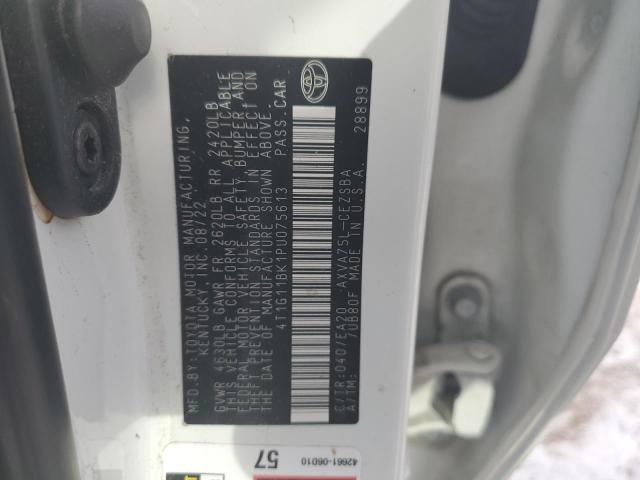 MFD.BY:TOYOTA MOTOR MANUFACTURING,
KENTUCKY, INC. 08/22
GVWR 4630LB GAWR FR 2620LB RR 2420LB
THIS VEHICLE CONFORMS TO ALL APPLICABLE
FEDERAL MOTOR VEHICLE SAFETY, BUMPER, AND
THEFT PREVENTION STANDARDS IN EFFECT ON
THE DATE OF MANUFACTURE SHOWN ABOVE
4T1G11BK1PU075613 PASS.CAR
C/TR:040/EA20 AXVA75L-CEZSBA
A/TM: 70B80F MADE IN U.S.A. 28899
42661-06D10
57